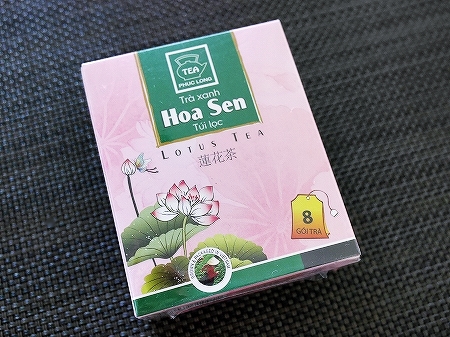 TEA
PHUC LONG
Trà xanh
Hoa Sen
Túi lọc
LOTUS TEA
蓮花茶
8
GÓI TRÀ